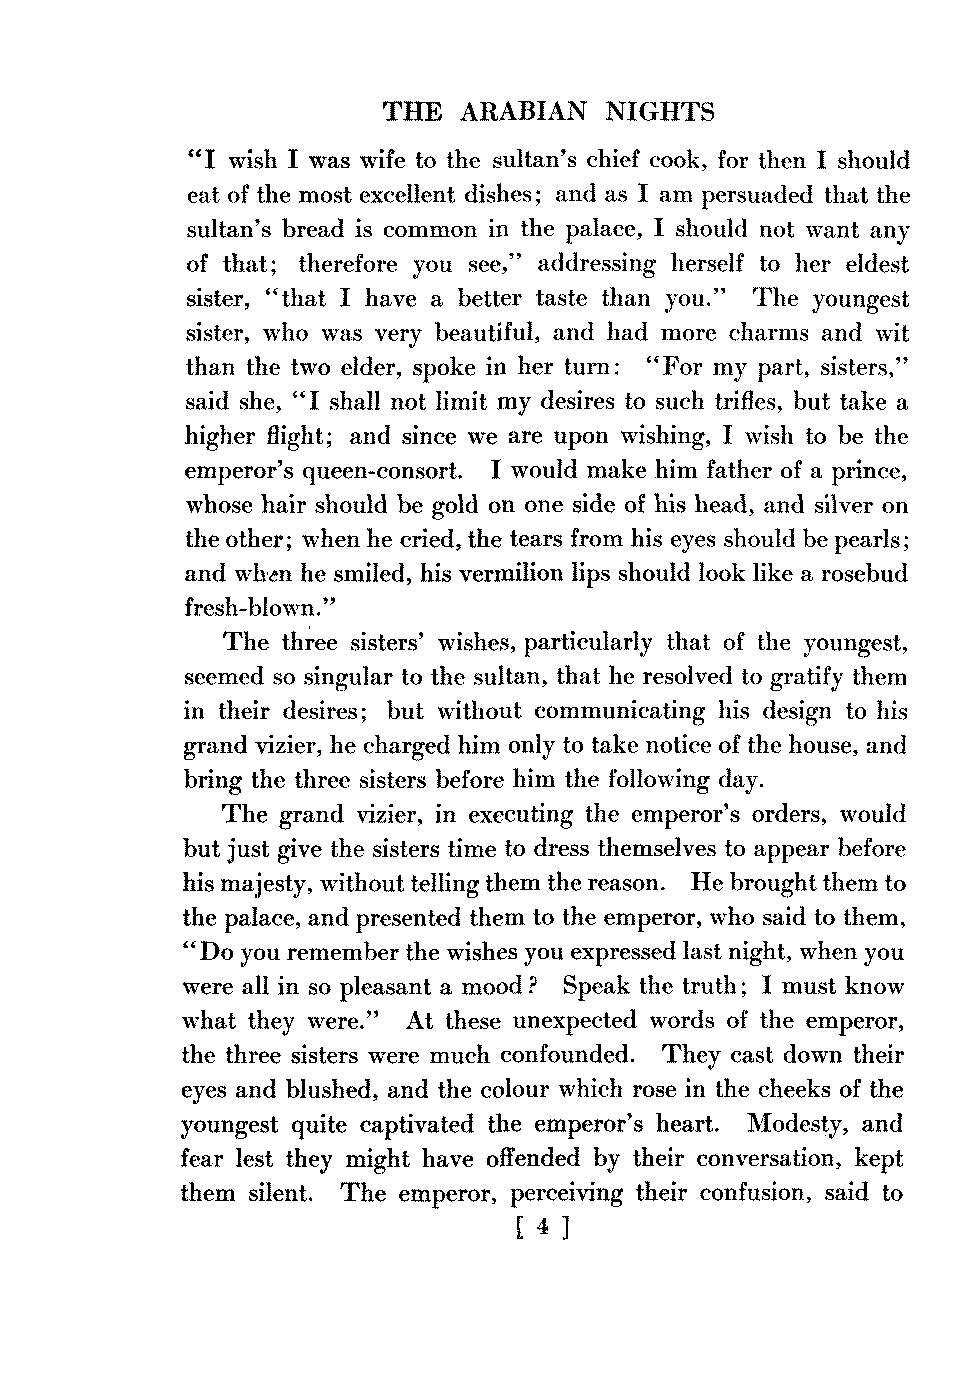 THE ARABIAN NIGHTS
“I wish I was wife to the sultan’s chief cook, for then I should
eat of the most excellent dishes; and as I am persuaded that the
sultan’s bread is common in the palace, I should not want any
of that; therefore you see,” addressing herself to her eldest
sister, “that I have a better taste than you.” The youngest
sister, who was very beautiful, and had more charms and wit
than the two elder, spoke in her turn: “For my part, sisters,”
said she, “I shall not limit my desires to such trifles, but take a
higher flight; and since we are upon wishing, I wish to be the
emperor’s queen-consort. I would make him father of a prince,
whose hair should be gold on one side of his head, and silver on
the other; when he cried, the tears from his eyes should be pearls;
and when he smiled, his vermilion lips should look like a rosebud
fresh-blown.”
The three sisters’ wishes, particularly that of the youngest,
seemed so singular to the sultan, that he resolved to gratify them
in their desires; but without communicating his design to his
grand vizier, he charged him only to take notice of the house, and
bring the three sisters before him the following day.
The grand vizier, in executing the emperor’s orders, would
but just give the sisters time to dress themselves to appear before
his majesty, without telling them the reason. He brought them to
the palace, and presented them to the emperor, who said to them,
“Do you remember the wishes you expressed last night, when you
were all in so pleasant a mood? Speak the truth; I must know
what they were.” At these unexpected words of the emperor,
the three sisters were much confounded. They cast down their
eyes and blushed, and the colour which rose in the cheeks of the
youngest quite captivated the emperor’s heart. Modesty, and
fear lest they might have offended by their conversation, kept
them silent. The emperor, perceiving their confusion, said to
[ 4 ]